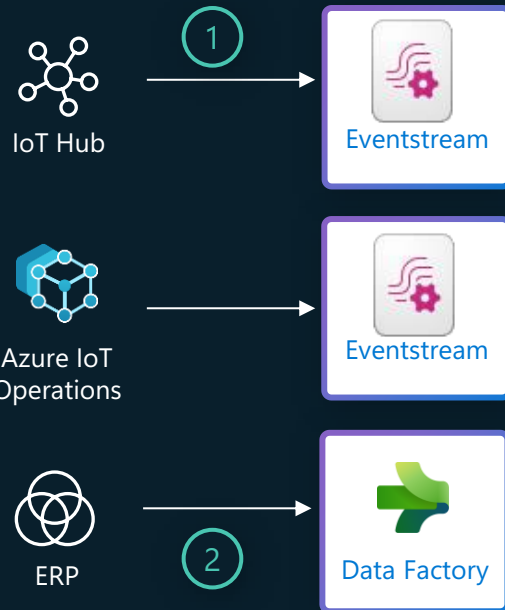 1
IoT Hub
Eventstream
Azure IoT
Operations
Eventstream
ERP
2
Data Factory